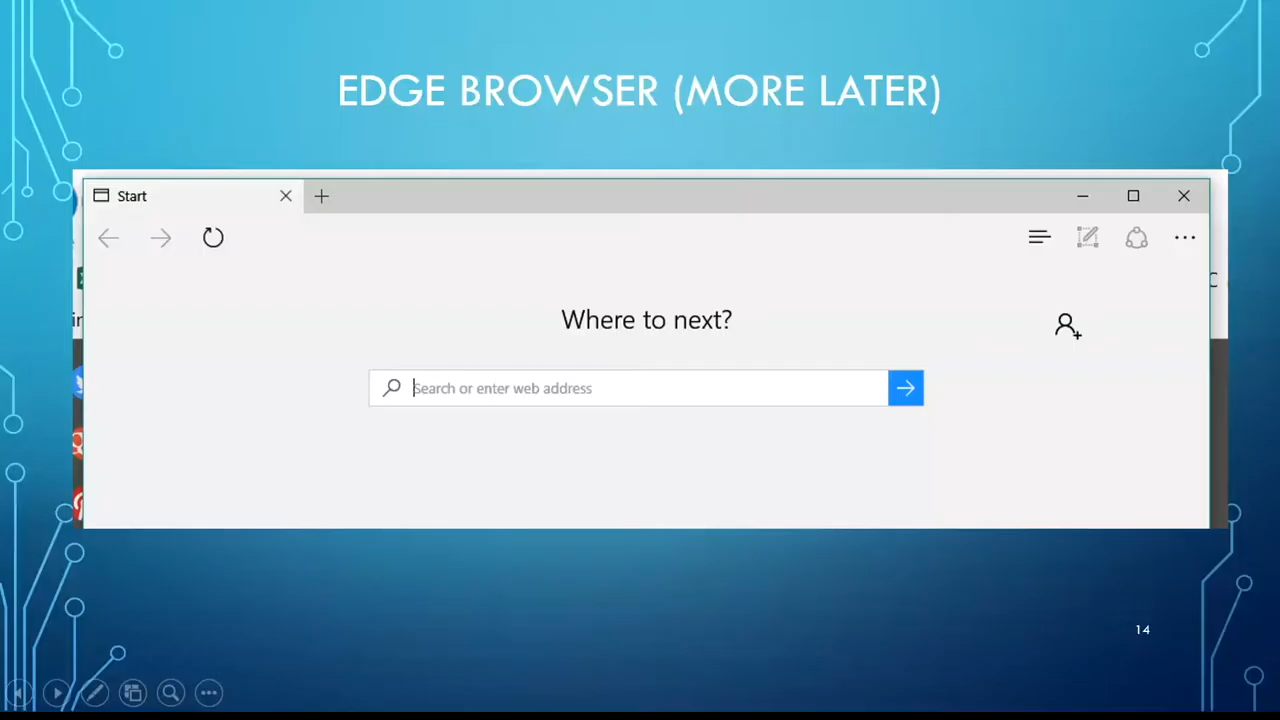 EDGE BROWSER (MORE LATER)
Start
Where to next?
Search or enter web address
14